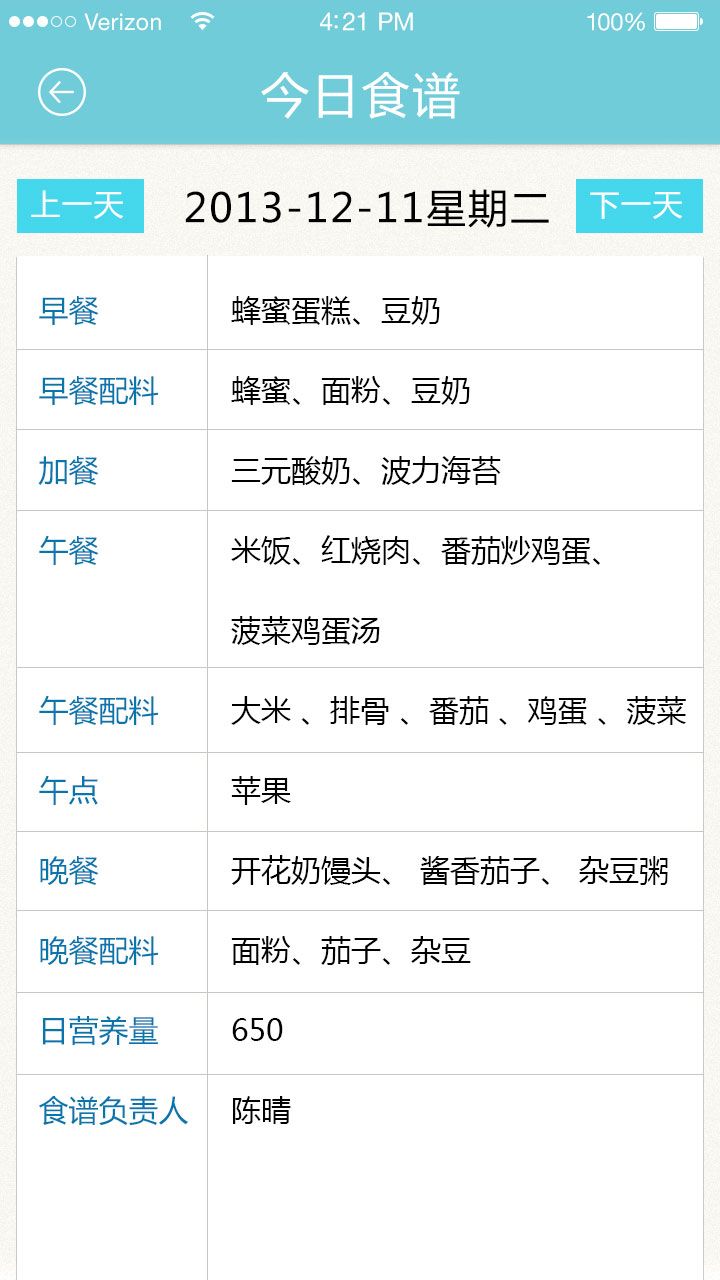 Verizon 4:21 PM 100%
今日食谱
上一天 2013-12-11星期二 下一天
早餐 蜂蜜蛋糕、豆奶
早餐配料 蜂蜜、面粉、豆奶
加餐 三元酸奶、波力海苔
午餐 米饭、红烧肉、番茄炒鸡蛋、
菠菜鸡蛋汤
午餐配料 大米 、排骨 、番茄 、鸡蛋 、菠菜
午点 苹果
晚餐 开花奶馒头、 酱香茄子、 杂豆粥
晚餐配料 面粉、茄子、杂豆
日营养量 650
食谱负责人 陈晴